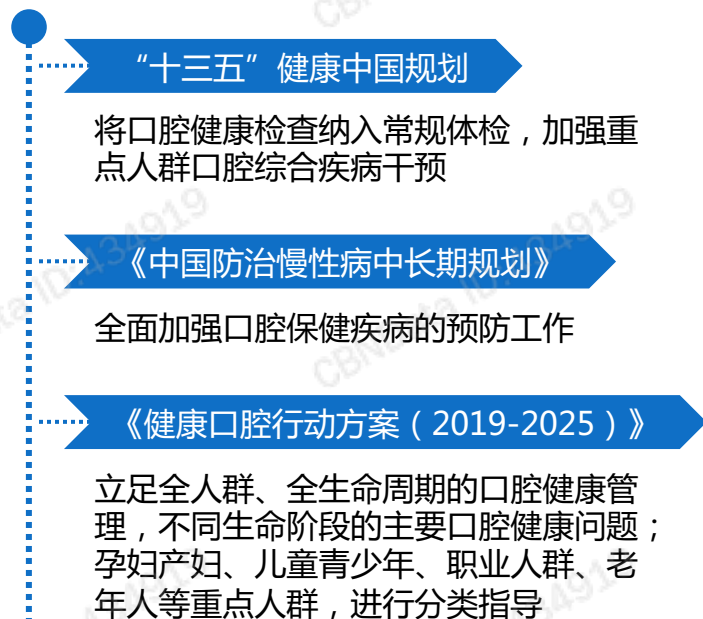 “十三五”健康中国规划
将口腔健康检查纳入常规体检，加强重
点人群口腔综合疾病干预
《中国防治慢性病中长期规划》
全面加强口腔保健疾病的预防工作
《健康口腔行动方案（2019-2025）》
立足全人群、全生命周期的口腔健康管
理，不同生命阶段的主要口腔健康问题；
孕妇产妇、儿童青少年、职业人群、老
年人等重点人群，进行分类指导